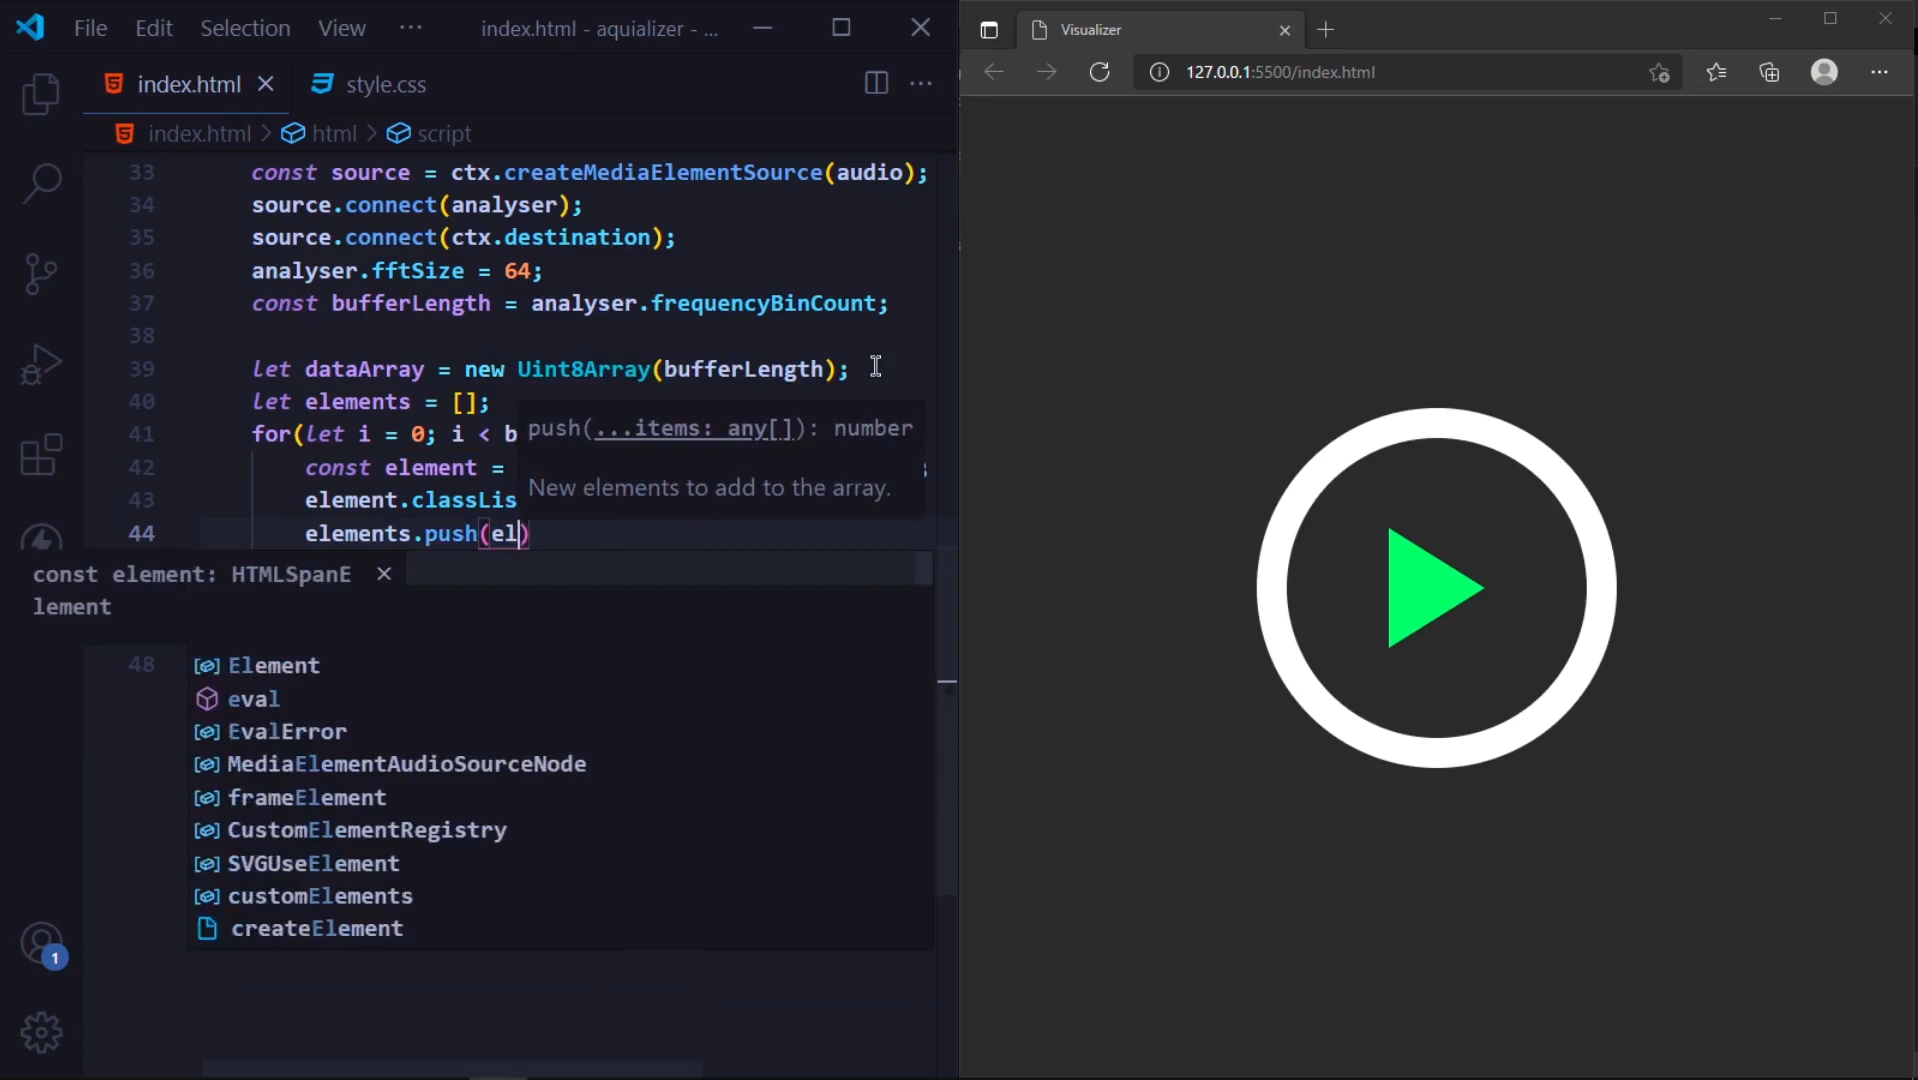 File Edit Selection View ··· index.html - aquializer - ...
index.html style.css
index.html > html > script
33 const source = ctx.createMediaElementSource(audio);
34 source.connect(analyser);
35 source.connect(ctx.destination);
36 analyser.fftSize = 64;
37 const bufferLength = analyser.frequencyBinCount;
38
39 let dataArray = new Uint8Array(bufferLength);
40 let elements = [];
41 for(let i = 0; i < b
push(...items: any[]): number
42 const element =
New elements to add to the array.
43 element.classLis
44 elements.push(el)
const element: HTMLSpanE
lement
48
Element
eval
EvalError
MediaElementAudioSourceNode
frameElement
CustomElementRegistry
SVGUseElement
customElements
createElement
1
Visualizer
127.0.0.1:5500/index.html